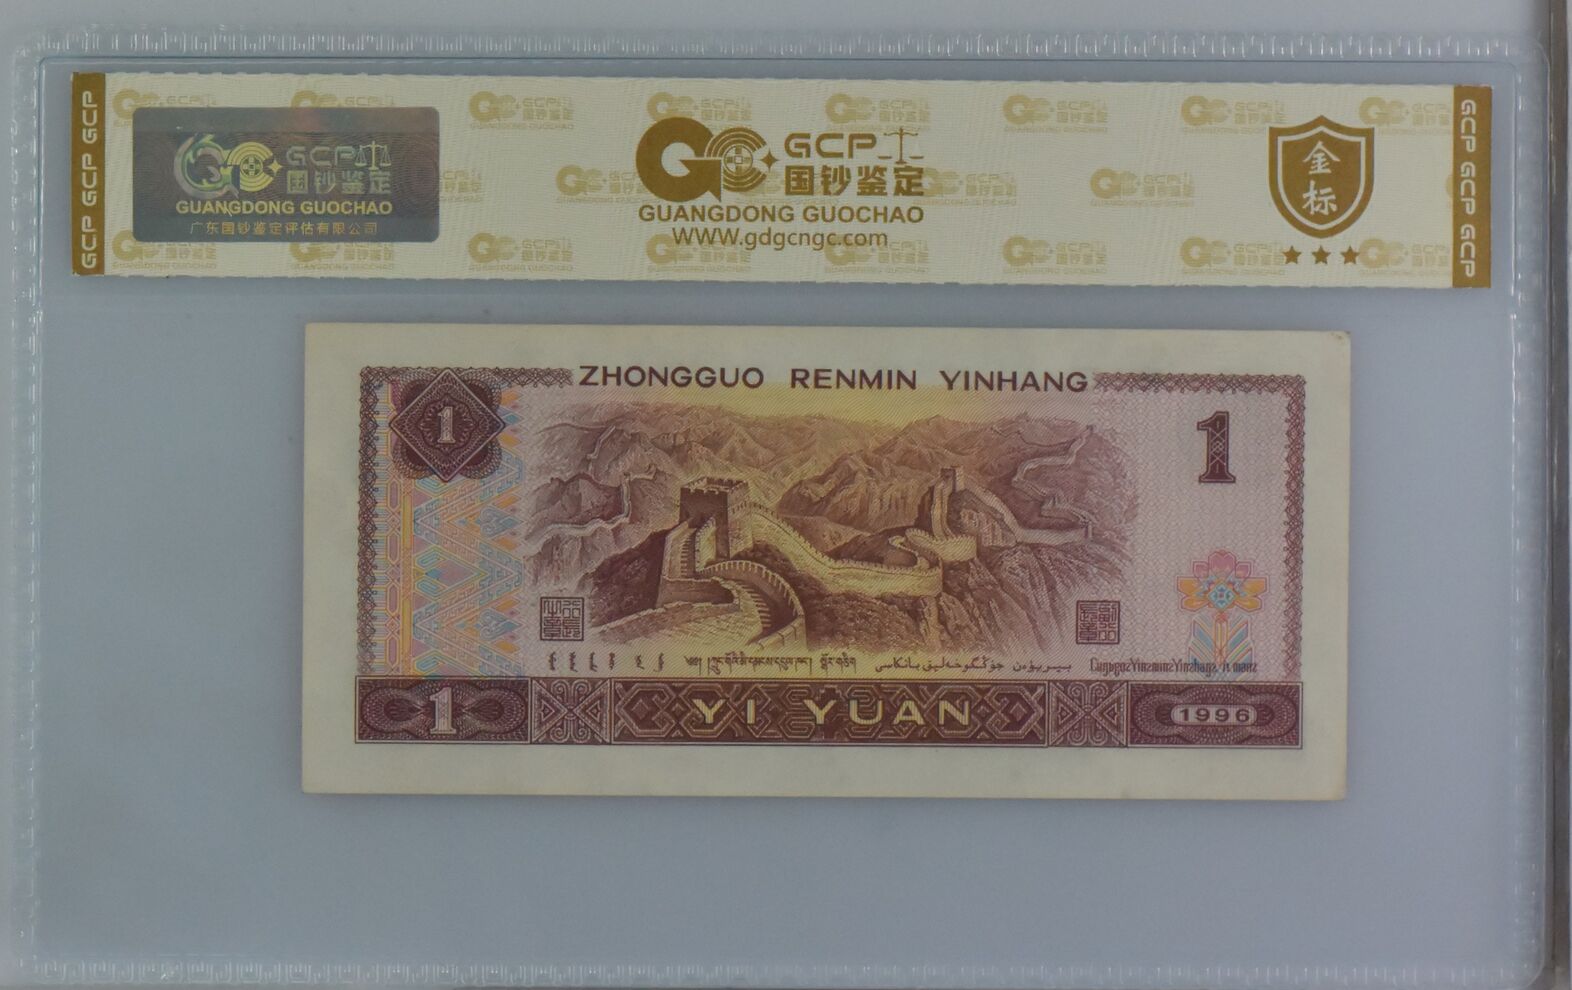 GCP GCP GCP
GCP
国钞鉴定
GUANGDONG GUOCHAO
广东国钞鉴定评估有限公司
GCP
国钞鉴定
GUANGDONG GUOCHAO
WWW.gdgcngc.com
金标
GCP GCP GCP
ZHONGGUO RENMIN YINHANG
1
1
1
YI YUAN
1996